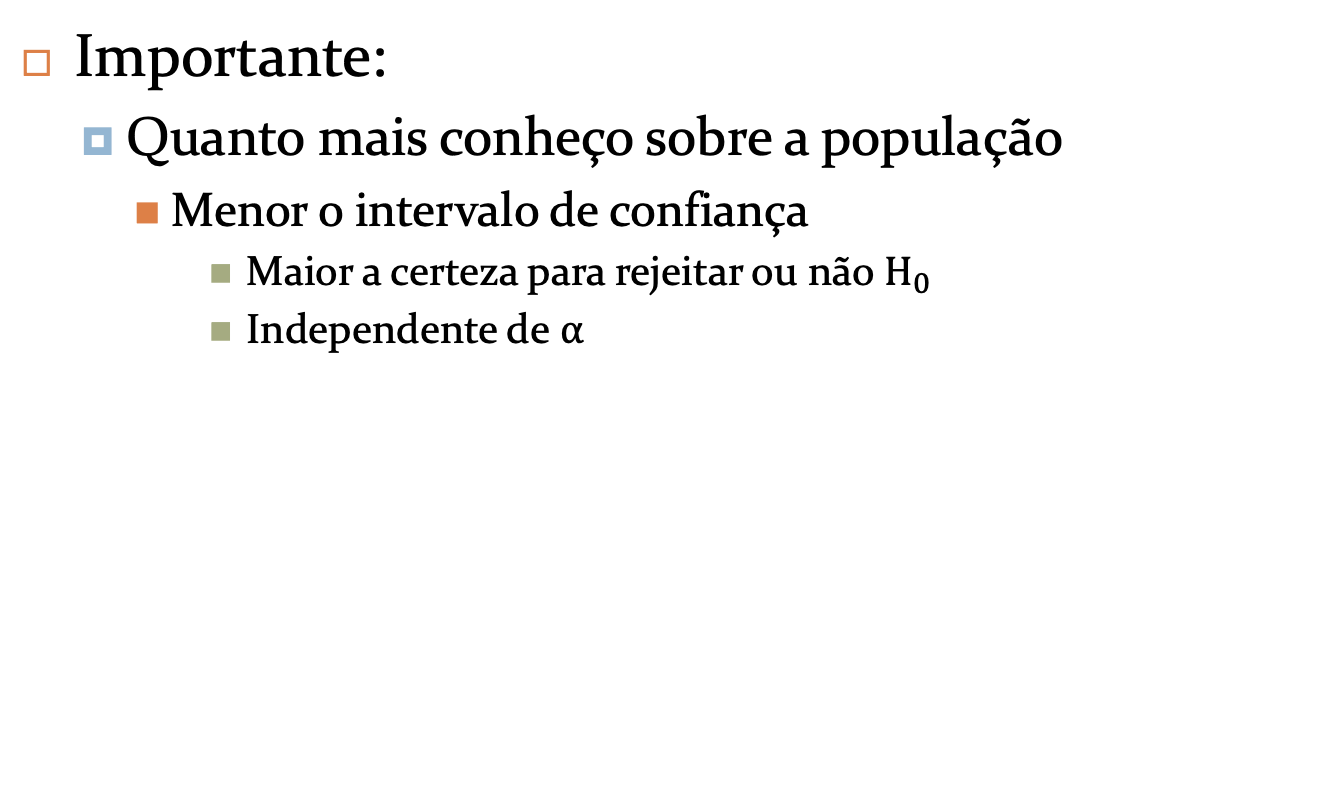 Importante:
Quanto mais conheço sobre a população
Menor o intervalo de confiança
Maior a certeza para rejeitar ou não H₀
Independente de α